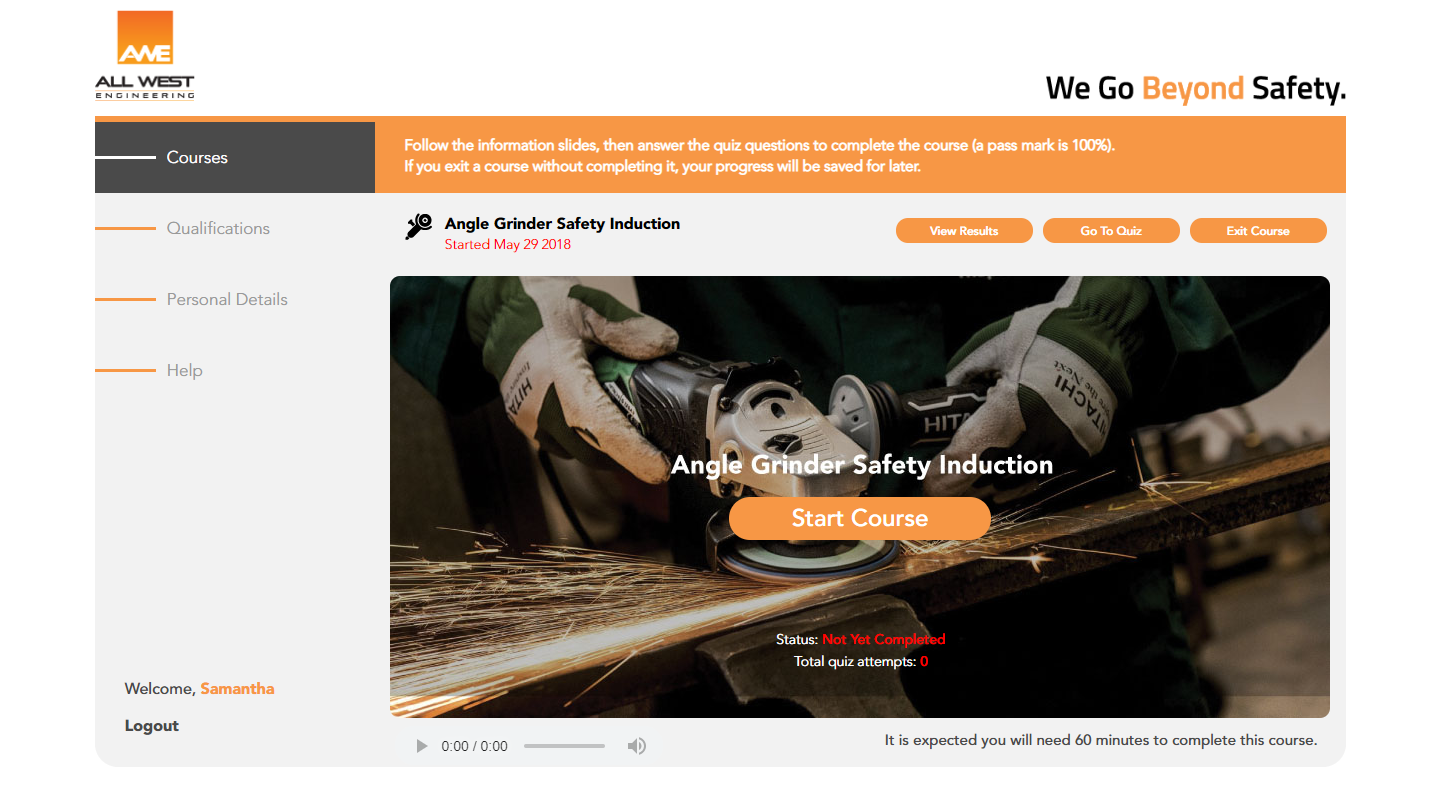 AWE
ALL WEST
ENGINEERING
We Go Beyond Safety.
Courses
Follow the information slides, then answer the quiz questions to complete the course (a pass mark is 100%).
If you exit a course without completing it, your progress will be saved for later.
Qualifications
Personal Details
Help
Angle Grinder Safety Induction
Started May 29 2018
View Results
Go To Quiz
Exit Course
HITA
HITA
HITACHI
the Next
Angle Grinder Safety Induction
Start Course
Status: Not Yet Completed
Total quiz attempts: 0
Welcome, Samantha
Logout
0:00 / 0:00
It is expected you will need 60 minutes to complete this course.